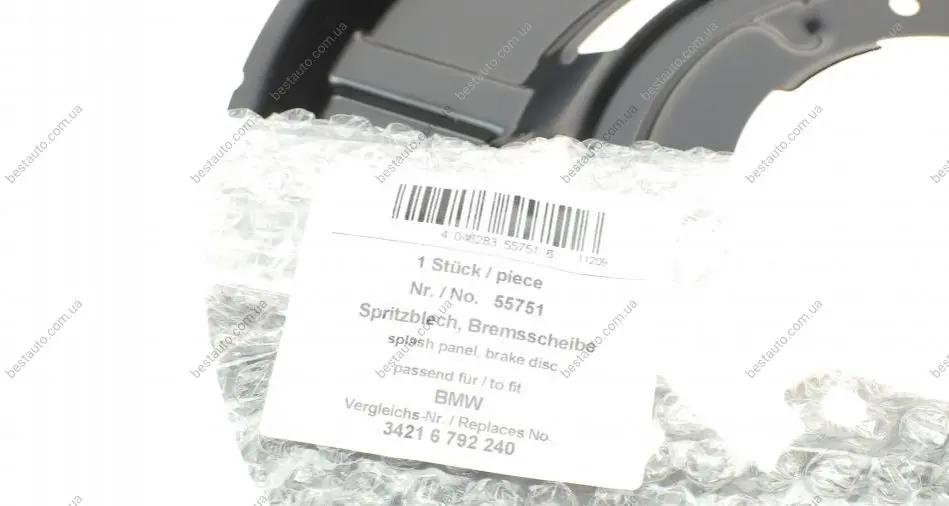 4 046283 55751 6 11209
1 Stück / piece
Nr. / No. 55751
Spritzblech, Bremsscheibe
splash panel, brake disc
passend für / to fit
BMW
Vergleichs-Nr. / Replaces No.
3421 6 792 240
bestauto.com.ua